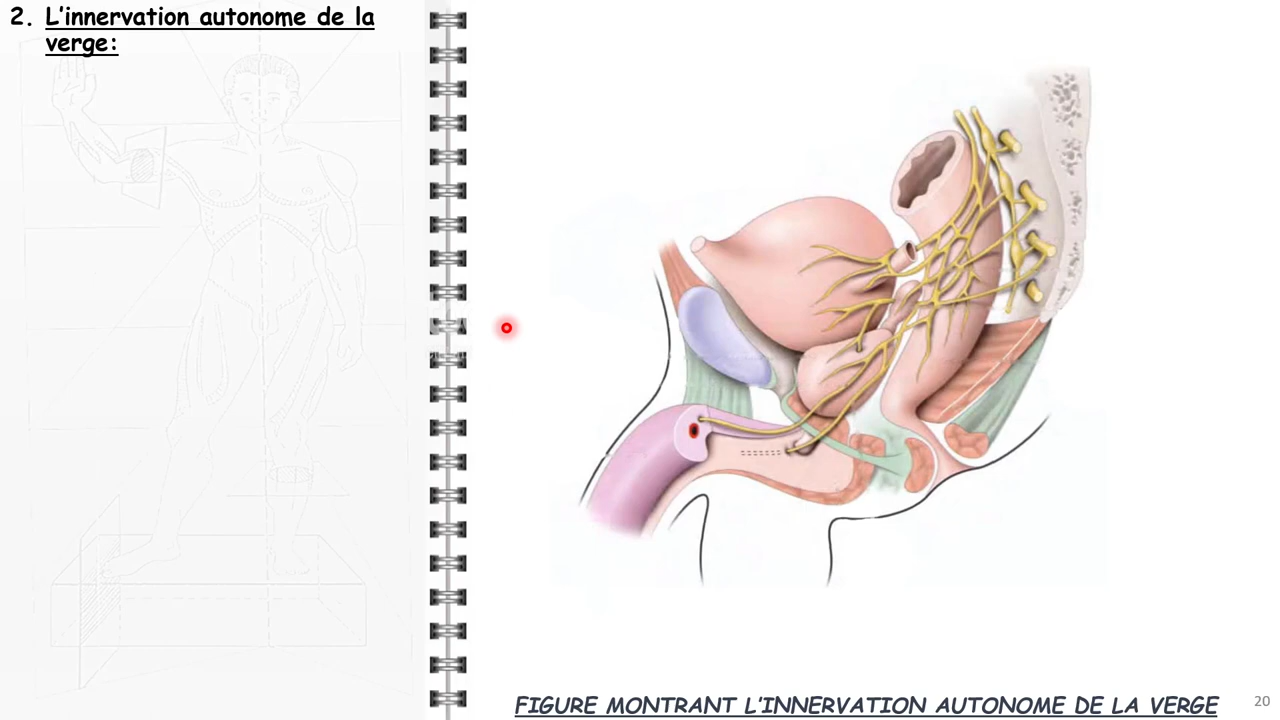 2. L'innervation autonome de la
verge:
FIGURE MONTRANT L'INNERVATION AUTONOME DE LA VERGE
20